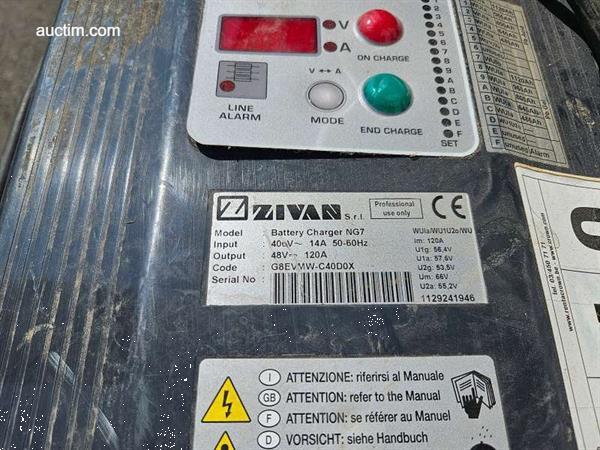 auctim.com
V
A
ON CHARGE
V ↔ A
LINE
ALARM
MODE
END CHARGE
9
A
B
C
D
E
F
SET
ZIVAN S.r.l.
Professional
use only
CE
Model : Battery Charger NG7
WUIa/WU1U2o/WU
Input : 400V~ 14A 50-60Hz
Im: 120A
U1g: 56,4V
Output : 48V 120A
U1a: 57,6V
Code : G8EVMW-C40D0X
U2g: 53,5V
Um: 66V
Serial No :
U2a: 55,2V
1129241946
I ATTENZIONE: riferirsi al Manuale
GB ATTENTION: refer to the Manual
F ATTENTION: se référer au Manuel
D VORSICHT: siehe Handbuch